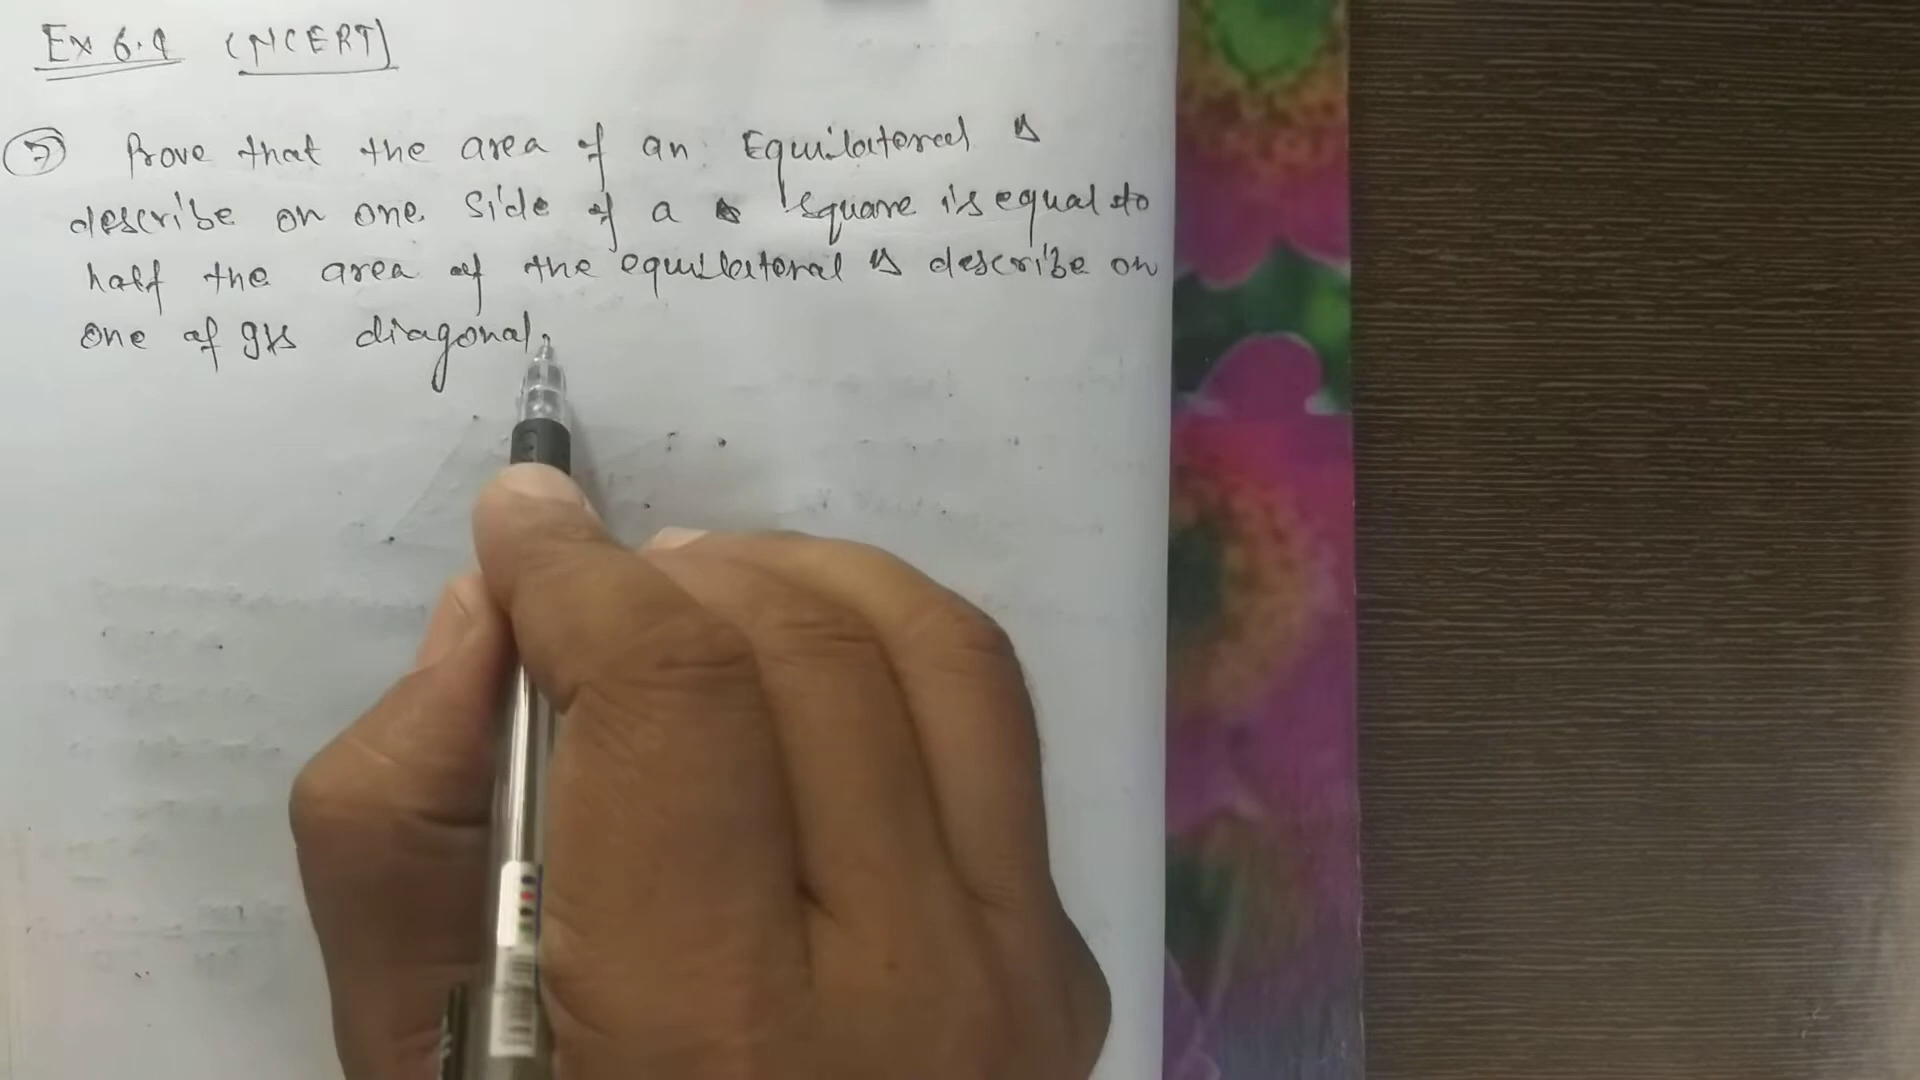 Ex 6.4 (NCERT)
7 Prove that the area of an Equilateral Δ
describe on one side of a square is equal to
half the area of the equilateral Δ describe on
one of its diagonal.